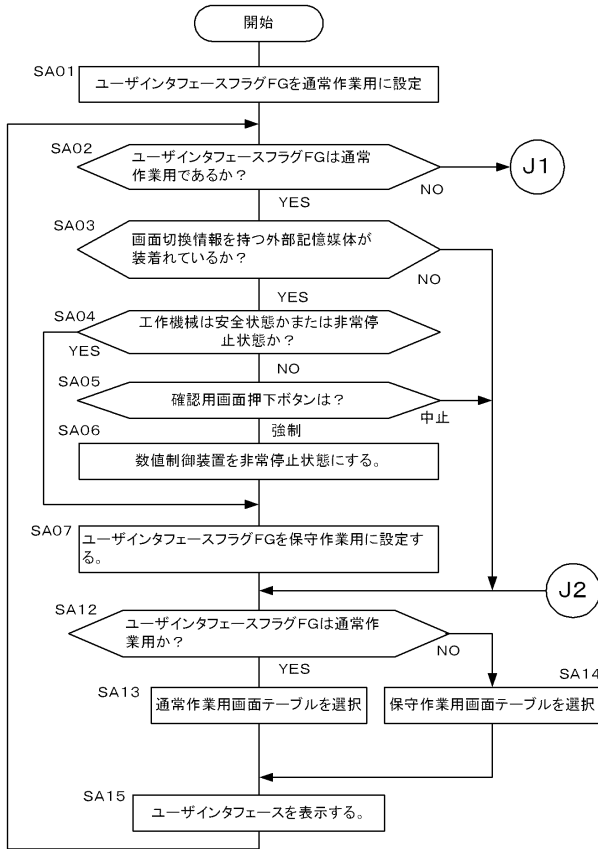 開始
SA01
ユーザインタフェースフラグFGを通常作業用に設定
SA02
ユーザインタフェースフラグFGは通常
作業用であるか？
J1
NO
YES
SA03
画面切換情報を持つ外部記憶媒体が
装着れているか？
NO
YES
SA04
工作機械は安全状態かまたは非常停
止状態か？
YES
NO
SA05
確認用画面押下ボタンは？
中止
強制
SA06
数値制御装置を非常停止状態にする。
SA07
ユーザインタフェースフラグFGを保守作業用に設定す
る。
J2
SA12
ユーザインタフェースフラグFGは通常作
業用か？
NO
YES
SA13
通常作業用画面テーブルを選択
SA14
保守作業用画面テーブルを選択
SA15
ユーザインタフェースを表示する。